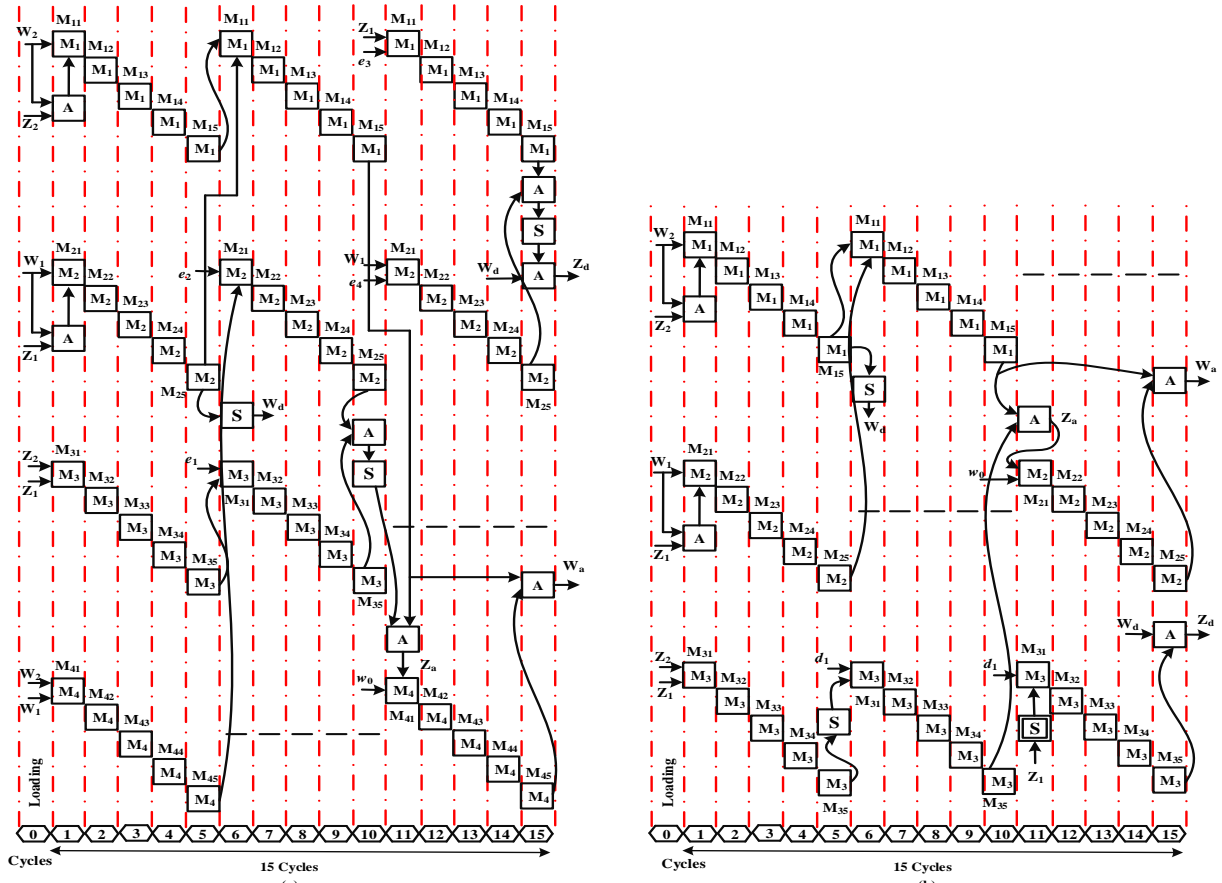 M11 M11 M11
W2 M1 M12 M1 M12 Z1 M1 M12
e3
M1 M13 M1 M13 M1 M13
M1 M14 M1 M14 M1 M14
A M1 M15 M1 M15 M1 M15
Z2 M1 M1 M1
A
S
M21 M21 M21
W1 M2 M22 e2 M2 M22 W1 M2 M22 Wd A Zd
e4
M2 M23 M2 M23 M2 M23
M2 M24 M2 M24 M2 M24
A M2 M25 M2 M25 M2
Z1 M2 M2 M2
M25 M25
S Wd A
M31
Z2 M3 M32 e1 M3 M32 S
Z1 M31
M3 M33 M3 M33
M3 M34 M3 M34
M3 M35 M3
M3 M3 A Wa
M35
A
M41 Za
W2 M4 M42 w0 M4 M42
W1 M41
M4 M43 M4 M43
M4 M44 M4 M44
M4 M45 M4 M45
M4 M4
Loading
0 1 2 3 4 5 6 7 8 9 10 11 12 13 14 15
Cycles
15 Cycles
M11 M11
W2 M1 M12 M1 M12
M1 M13 M1 M13
M1 M14 M1 M14
A M1 M1 M15
Z2 M1 M1
M15 S A Wa
Wd
A Za
M21
W1 M2 M22 w0 M2 M22
M21
M2 M23 M2 M23
M2 M24 M2 M24
A M2 M25 M2 M25
Z1 M2 M2
Wd A Zd
M31 M31
Z2 M3 M32 d1 M3 M32 d1 M3 M32
Z1 M31
M3 M33 M3 M33 M3 M33
S S
M3 M34 M3 M34 M3 M34
M3 M3 Z1 M3 M35
M3 M3 M3
M35 M35
Loading
0 1 2 3 4 5 6 7 8 9 10 11 12 13 14 15
Cycles
15 Cycles